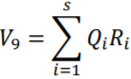 $V_9 = \sum_{i=1}^{s} Q_i R_i$